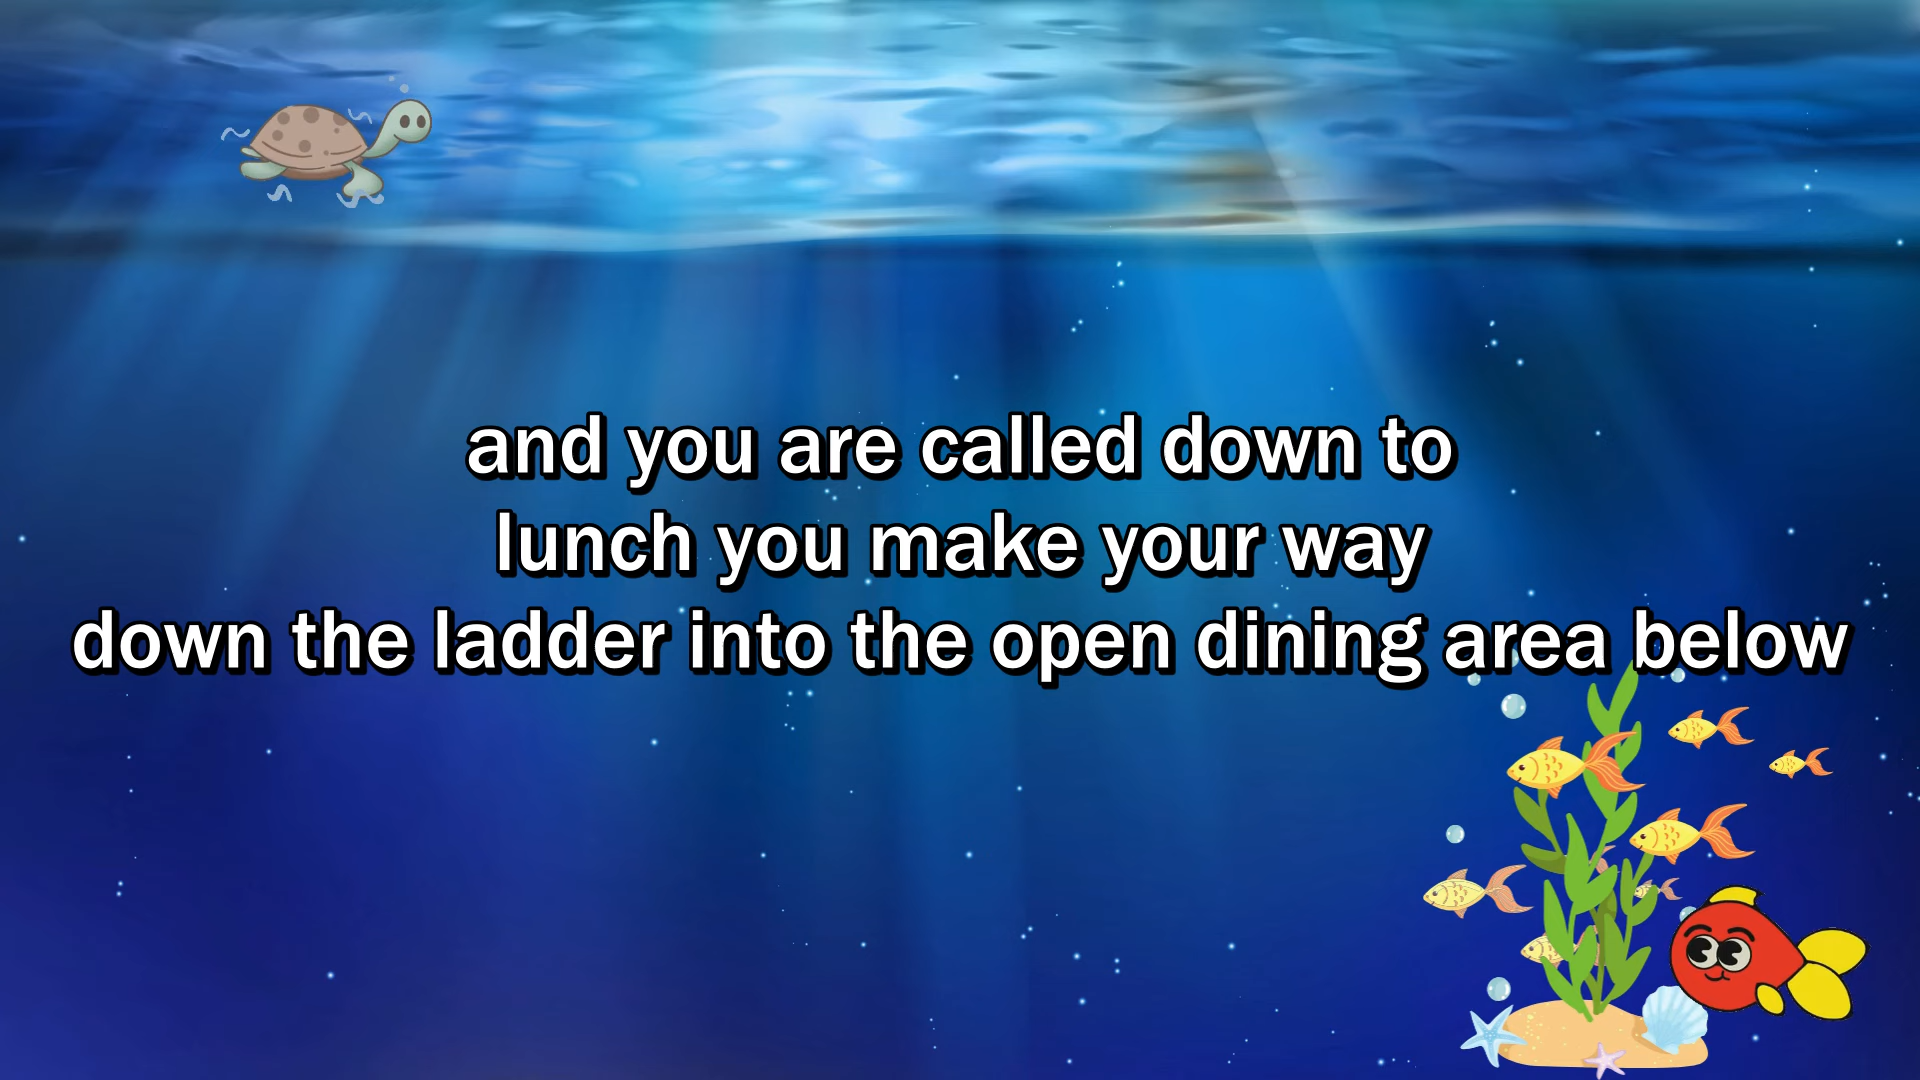 and you are called down to
lunch you make your way
down the ladder into the open dining area below